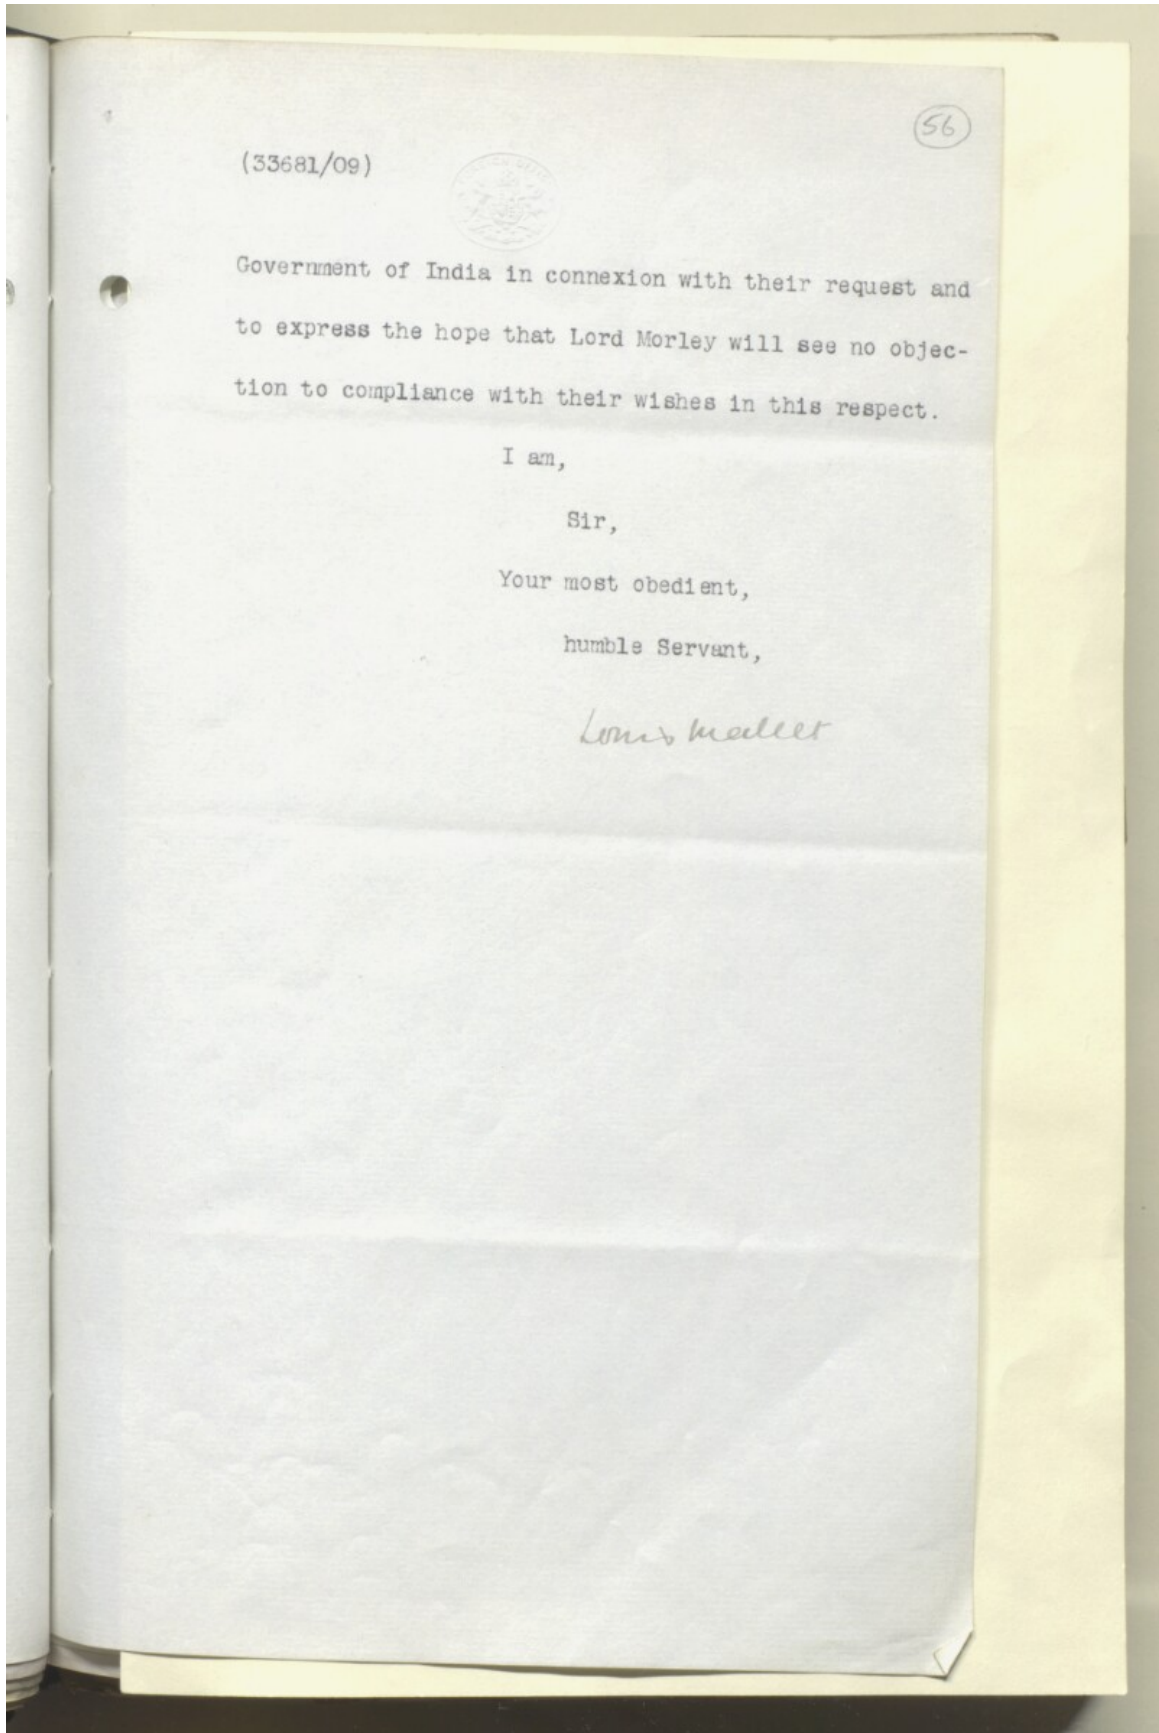 56
(33681/09)
Government of India in connexion with their request and
to express the hope that Lord Morley will see no objec-
tion to compliance with their wishes in this respect.
I am,
Sir,
Your most obedient,
humble Servant,
Louis Mallet